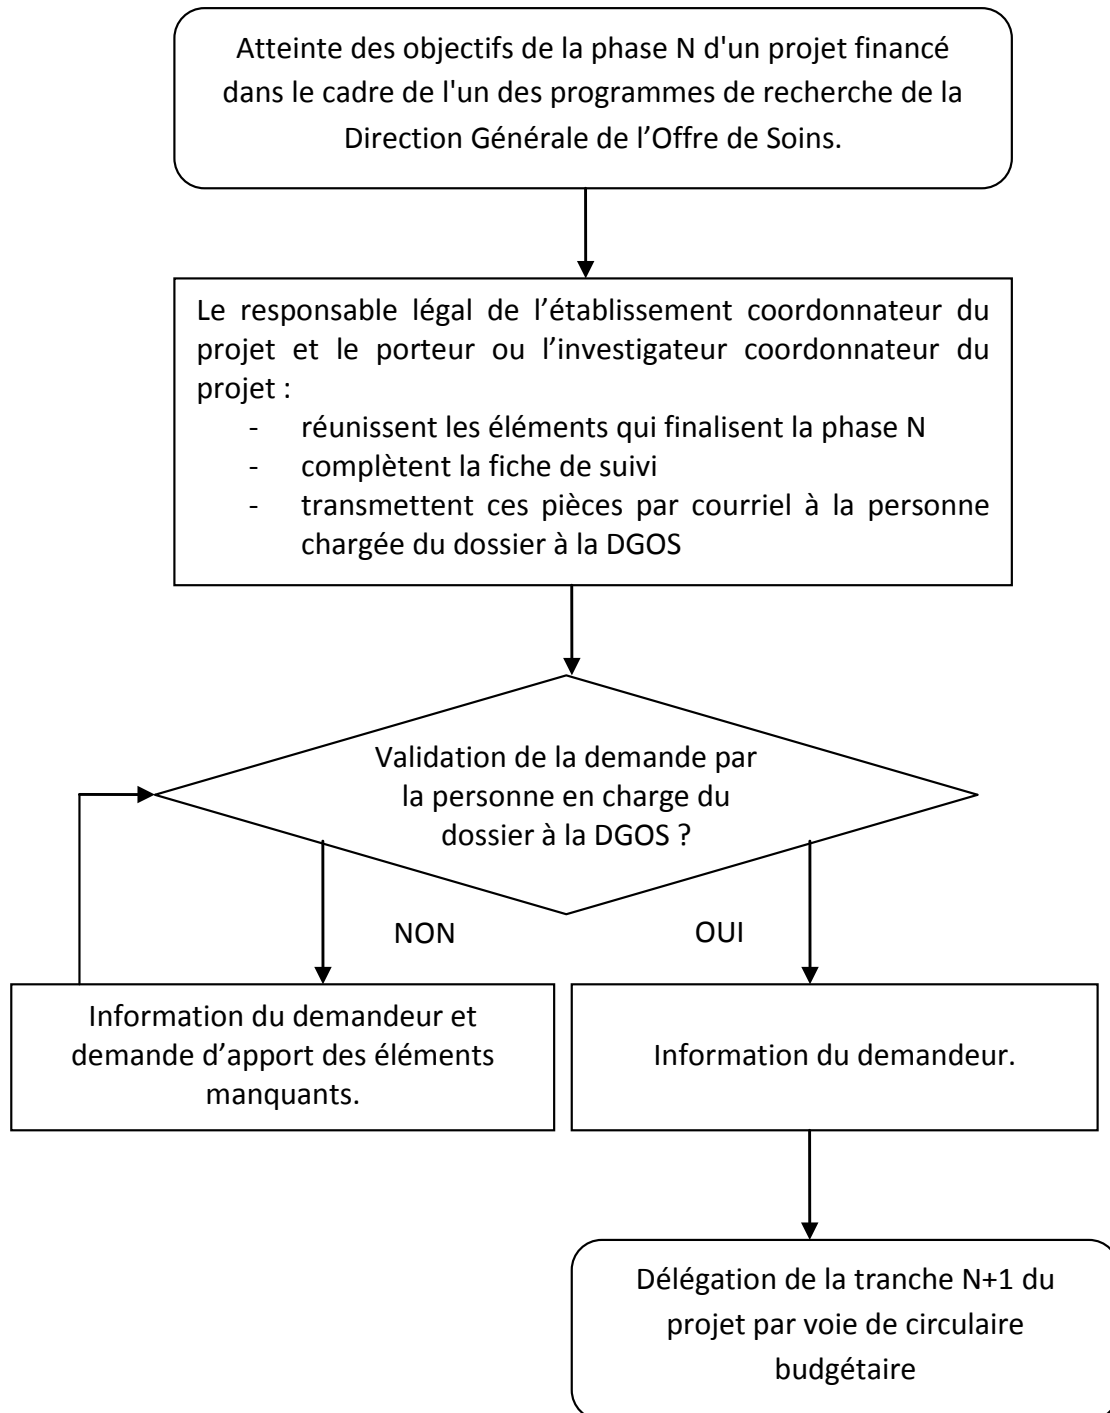 Atteinte des objectifs de la phase N d'un projet financé
dans le cadre de l'un des programmes de recherche de la
Direction Générale de l’Offre de Soins.
Le responsable légal de l’établissement coordonnateur du
projet et le porteur ou l’investigateur coordonnateur du
projet :
- réunissent les éléments qui finalisent la phase N
- complètent la fiche de suivi
- transmettent ces pièces par courriel à la personne
chargée du dossier à la DGOS
Validation de la demande par
la personne en charge du
dossier à la DGOS ?
NON
OUI
Information du demandeur et
demande d’apport des éléments
manquants.
Information du demandeur.
Délégation de la tranche N+1 du
projet par voie de circulaire
budgétaire